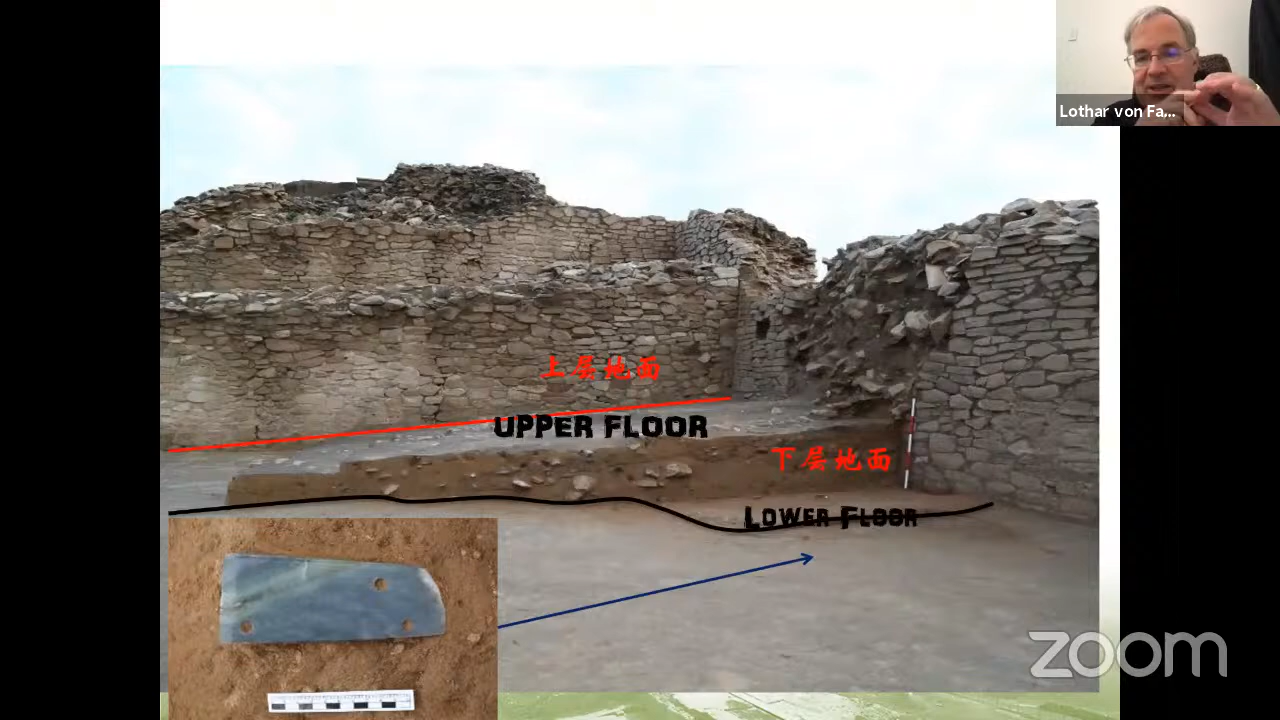 Lothar von Fa...
上层地面
UPPER FLOOR
下层地面
LOWER FLOOR
zoom